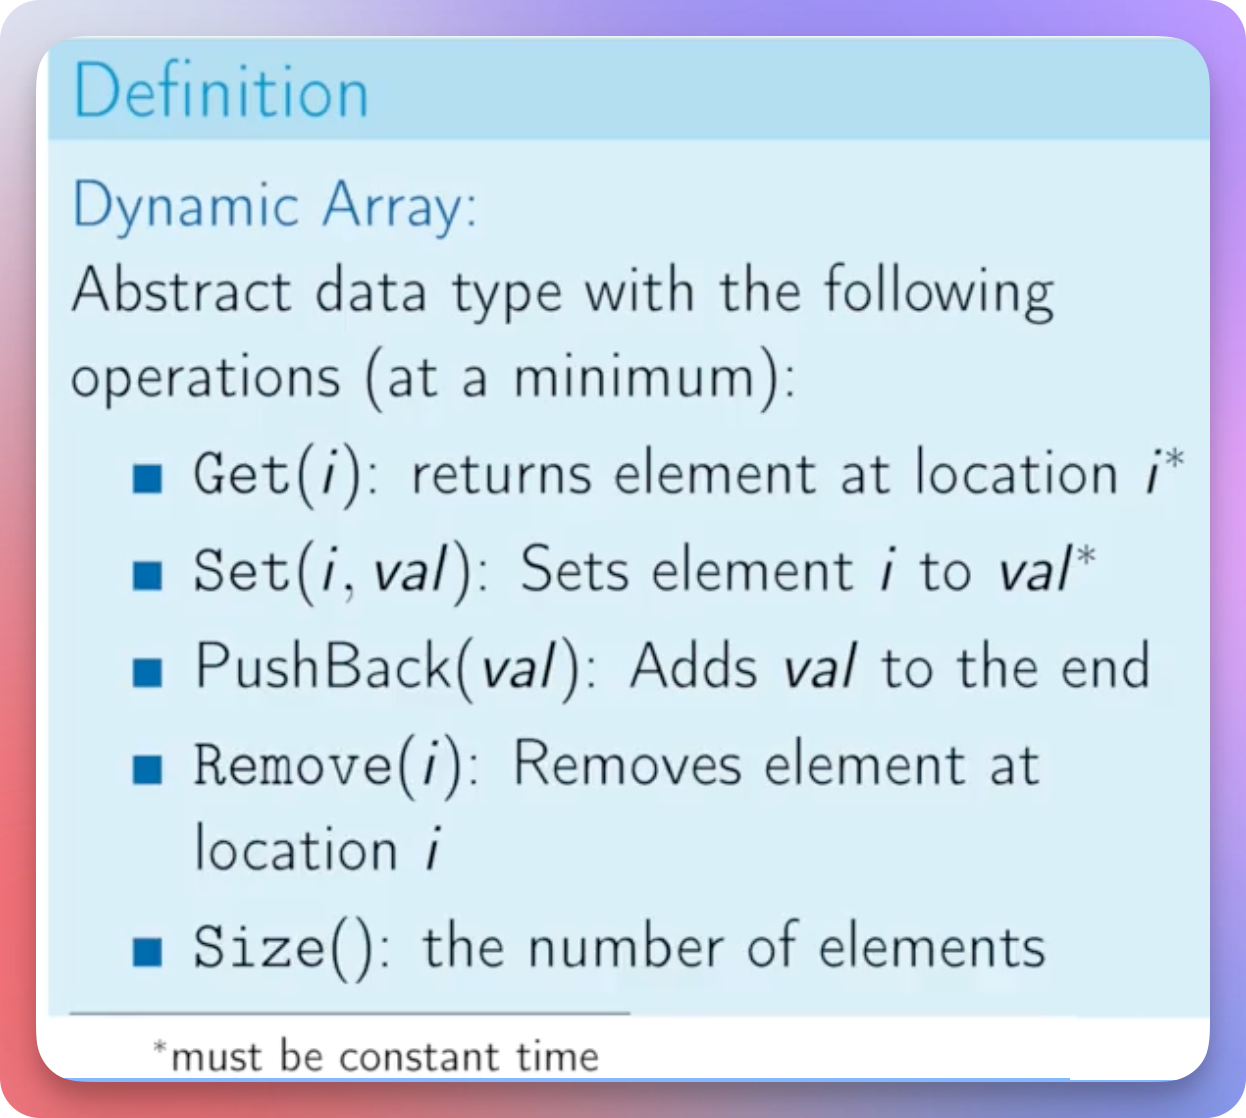 Definition
Dynamic Array:
Abstract data type with the following
operations (at a minimum):
■ Get(i): returns element at location i*
■ Set(i, val): Sets element i to val*
■ PushBack(val): Adds val to the end
■ Remove(i): Removes element at
location i
■ Size(): the number of elements
*must be constant time